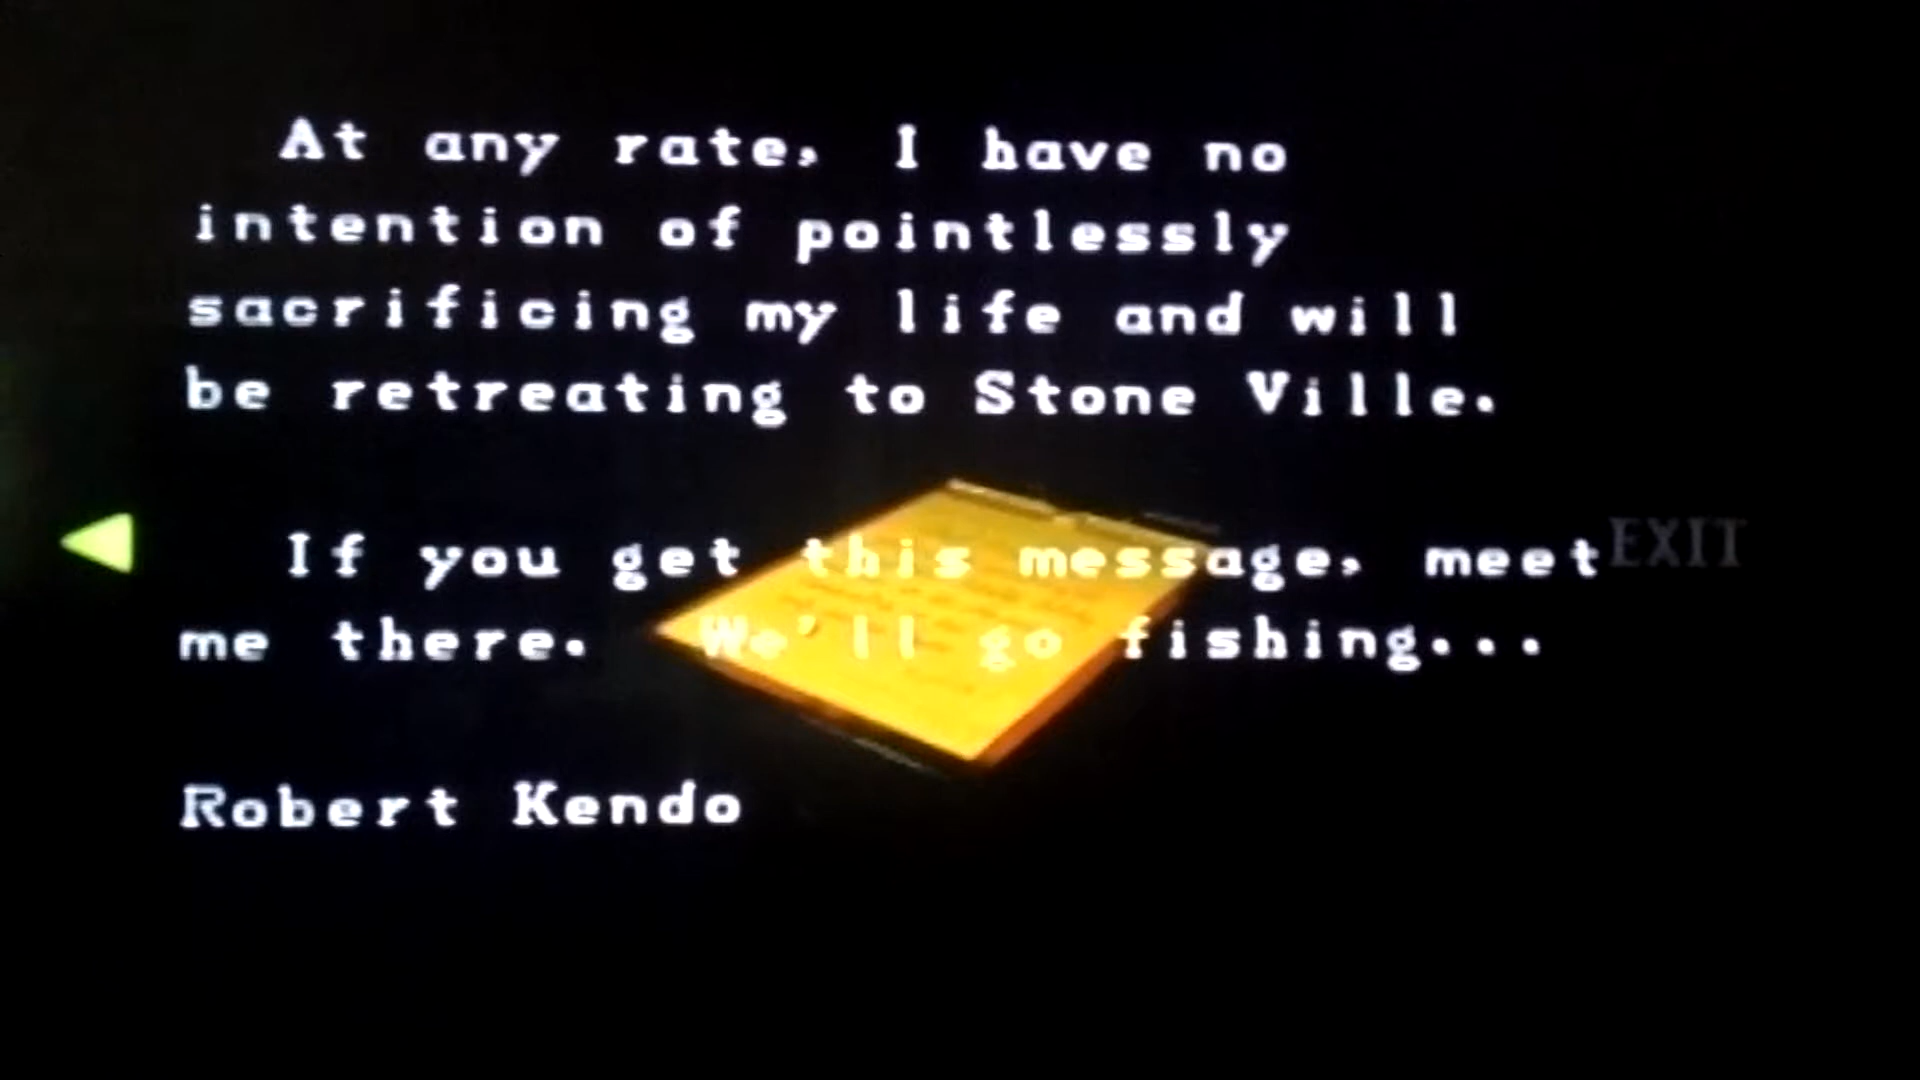 At any rate, I have no
intention of pointlessly
sacrificing my life and will
be retreating to Stone Ville.
If you get this message, meet
EXIT
me there. We'll go fishing...
Robert Kendo